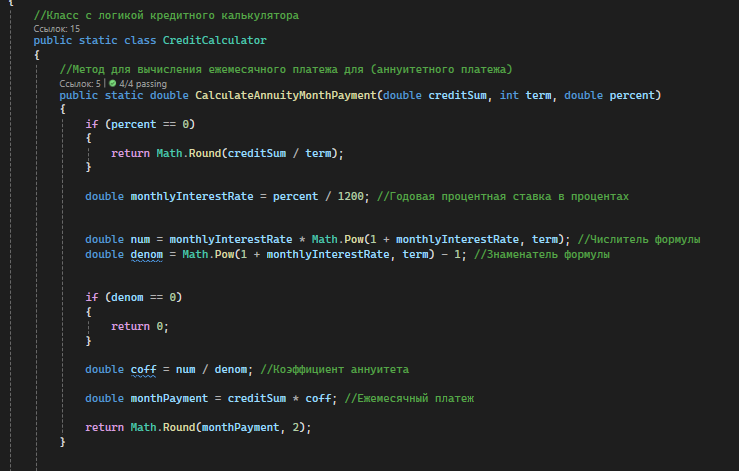 {
//Класс с логикой кредитного калькулятора
Ссылок: 15
public static class CreditCalculator
{
//Метод для вычисления ежемесячного платежа для (аннуитетного платежа)
Ссылок: 5 | 4/4 passing
public static double CalculateAnnuityMonthPayment(double creditSum, int term, double percent)
{
if (percent == 0)
{
return Math.Round(creditSum / term);
}
double monthlyInterestRate = percent / 1200; //Годовая процентная ставка в процентах
double num = monthlyInterestRate * Math.Pow(1 + monthlyInterestRate, term); //Числитель формулы
double denom = Math.Pow(1 + monthlyInterestRate, term) - 1; //Знаменатель формулы
if (denom == 0)
{
return 0;
}
double coff = num / denom; //Коэффициент аннуитета
double monthPayment = creditSum * coff; //Ежемесячный платеж
return Math.Round(monthPayment, 2);
}